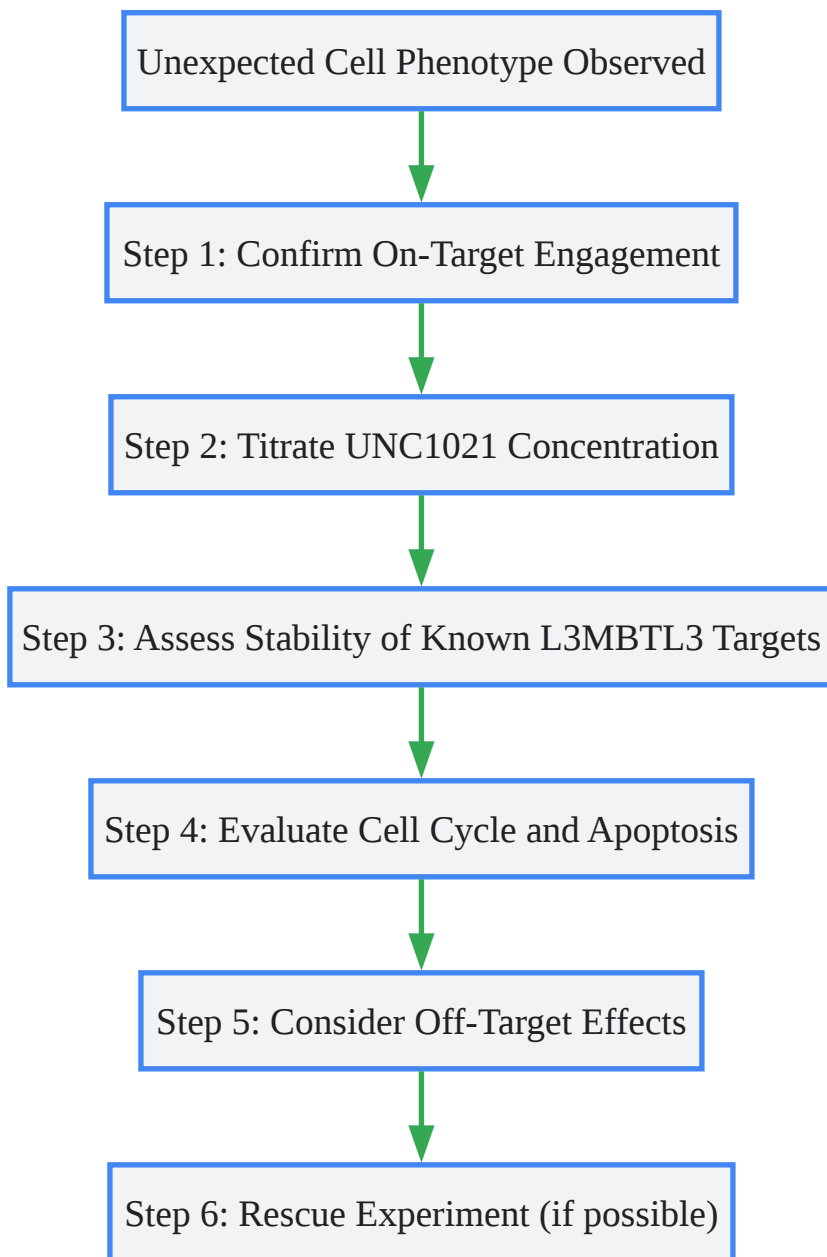 Unexpected Cell Phenotype Observed
Step 1: Confirm On-Target Engagement
Step 2: Titrate UNC1021 Concentration
Step 3: Assess Stability of Known L3MBTL3 Targets
Step 4: Evaluate Cell Cycle and Apoptosis
Step 5: Consider Off-Target Effects
Step 6: Rescue Experiment (if possible)